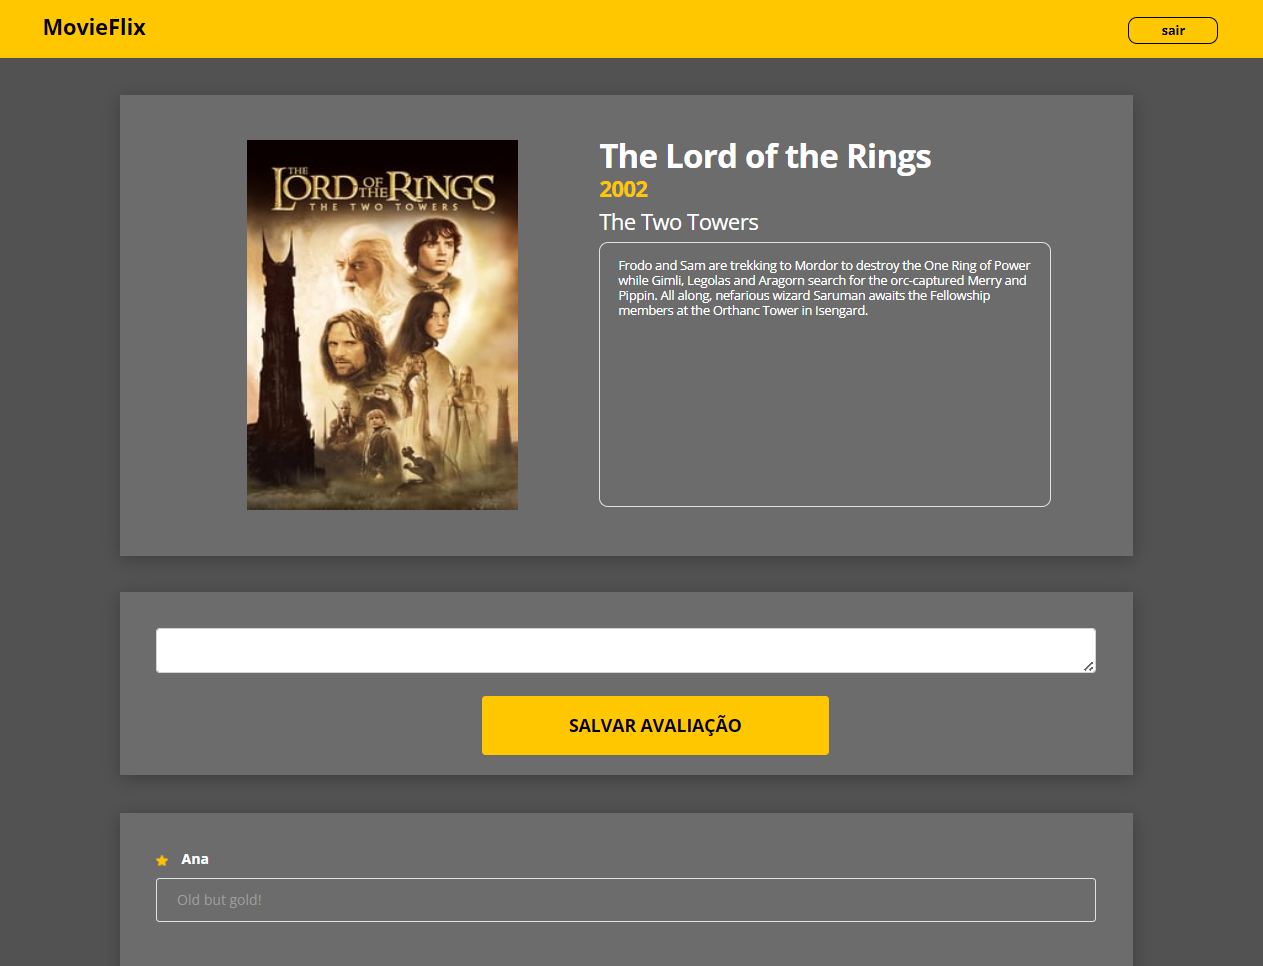 MovieFlix
sair
THE
LORD OF THE RINGS
THE TWO TOWERS
The Lord of the Rings
2002
The Two Towers
Frodo and Sam are trekking to Mordor to destroy the One Ring of Power
while Gimli, Legolas and Aragorn search for the orc-captured Merry and
Pippin. All along, nefarious wizard Saruman awaits the Fellowship
members at the Orthanc Tower in Isengard.
SALVAR AVALIAÇÃO
Ana
Old but gold!